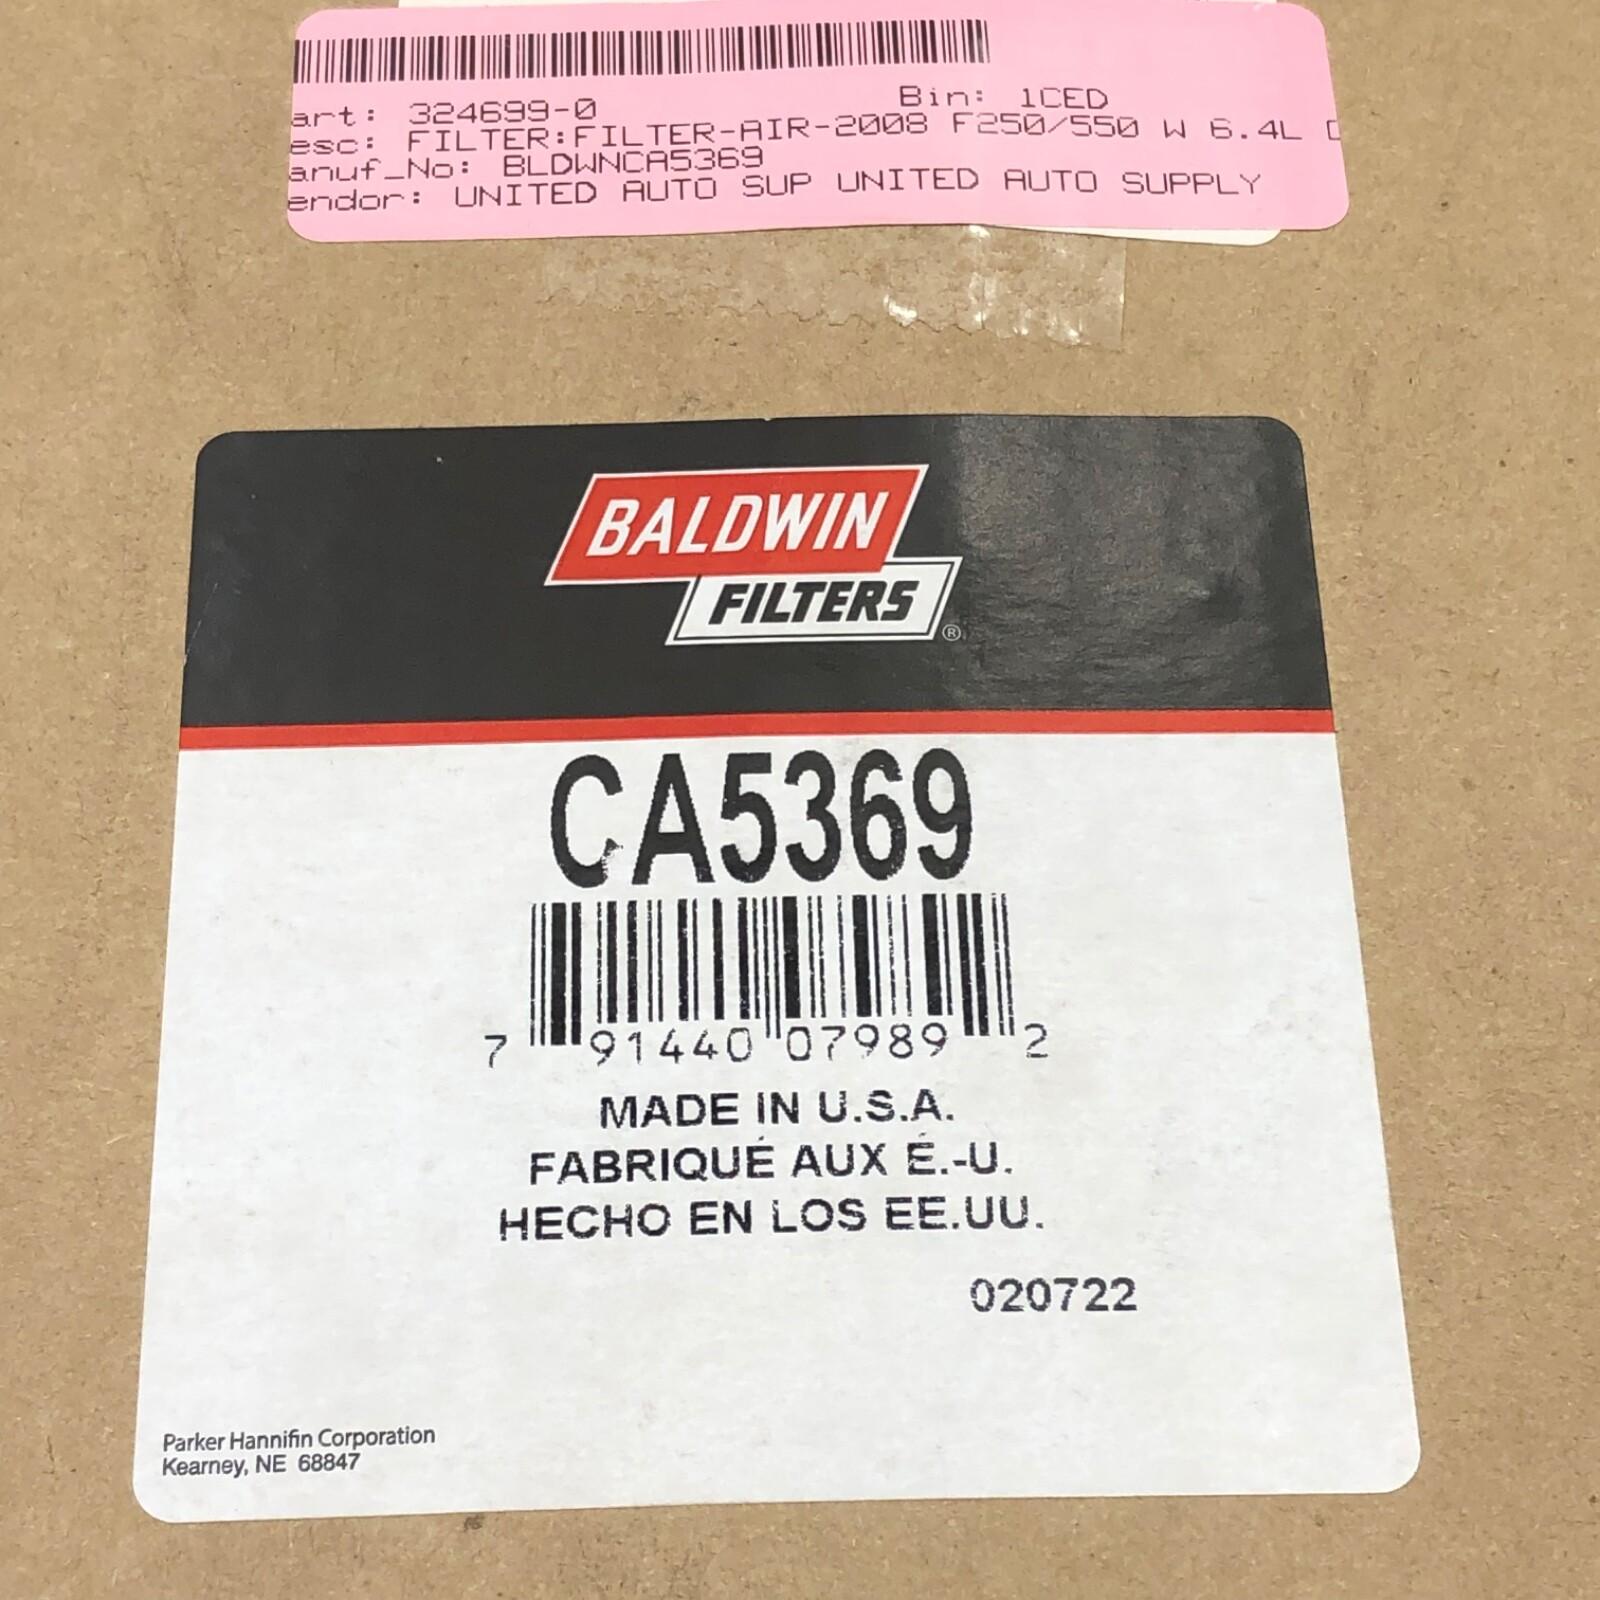 art: 324699-0 Bin: 1CED
esc: FILTER:FILTER-AIR-2008 F250/550 W 6.4L
anuf_No: BLDWNCA5369
endor: UNITED AUTO SUP UNITED AUTO SUPPLY
BALDWIN
FILTERS®
CA5369
7 91440 07989 2
MADE IN U.S.A.
FABRIQUÉ AUX É.-U.
HECHO EN LOS EE.UU.
020722
Parker Hannifin Corporation
Kearney, NE 68847